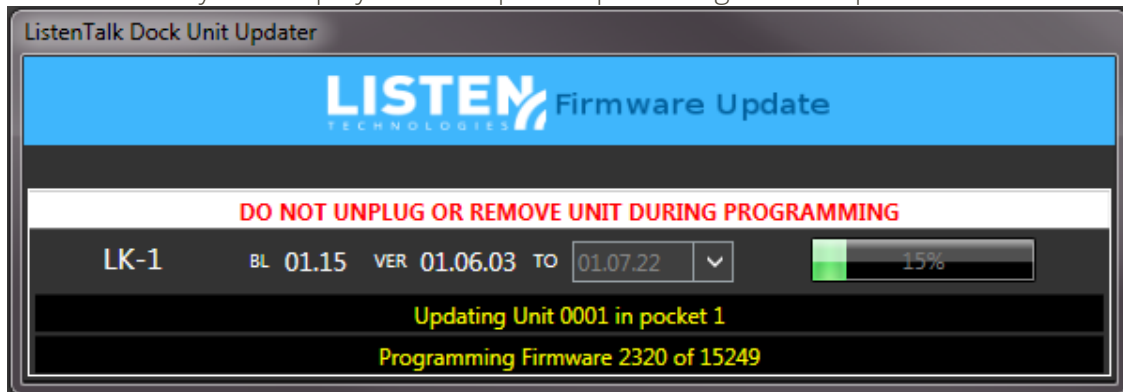 ListenTalk Dock Unit Updater
LISTEN TECHNOLOGIES Firmware Update
DO NOT UNPLUG OR REMOVE UNIT DURING PROGRAMMING
LK-1 BL 01.15 VER 01.06.03 TO 01.07.22 15%
Updating Unit 0001 in pocket 1
Programming Firmware 2320 of 15249